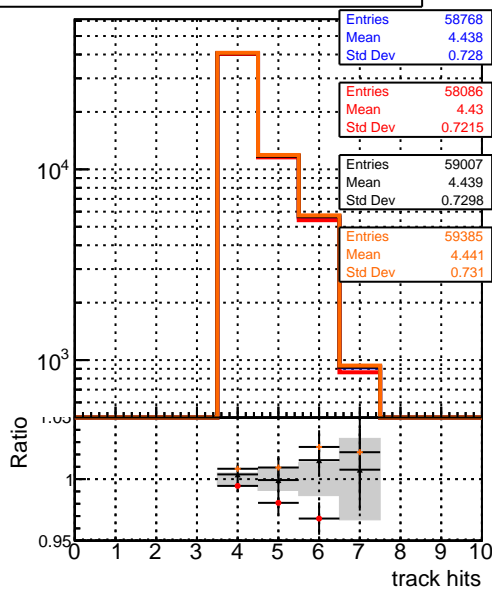 Entries 58768
Mean 4.438
Std Dev 0.728
Entries 58086
Mean 4.43
Std Dev 0.7215
Entries 59007
Mean 4.439
Std Dev 0.7298
Entries 59385
Mean 4.441
Std Dev 0.731
10^4
10^3
Ratio
1
0.95
0 1 2 3 4 5 6 7 8 9 10
track hits